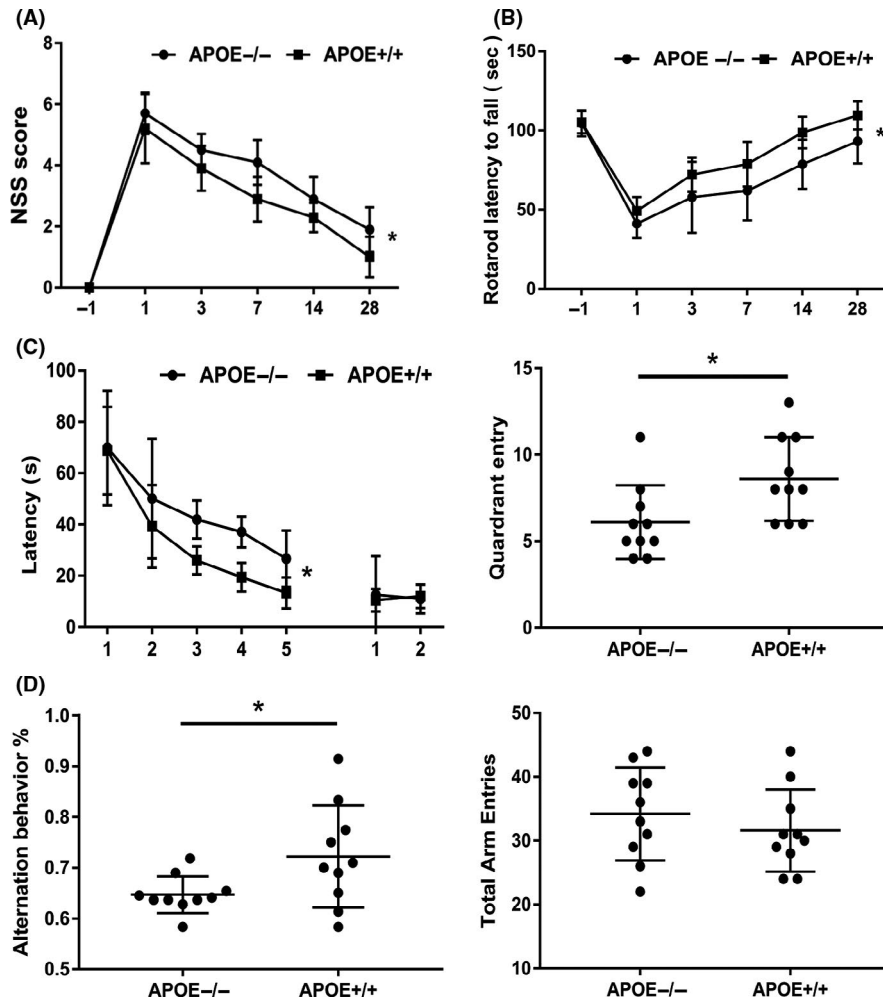 (A)
APOE−/− APOE+/+
NSS score
8
6
4
2
0
−1 1 3 7 14 28
*
(B)
APOE −/− APOE+/+
Rotarod latency to fall ( sec )
150
100
50
0
−1 1 3 7 14 28
*
(C)
APOE−/− APOE+/+
Latency (s)
100
80
60
40
20
0
1 2 3 4 5 1 2
*
*
Quardrant entry
15
10
5
0
APOE−/− APOE+/+
(D)
*
Alternation behavior %
1.0
0.9
0.8
0.7
0.6
0.5
APOE−/− APOE+/+
Total Arm Entries
50
40
30
20
10
APOE−/− APOE+/+